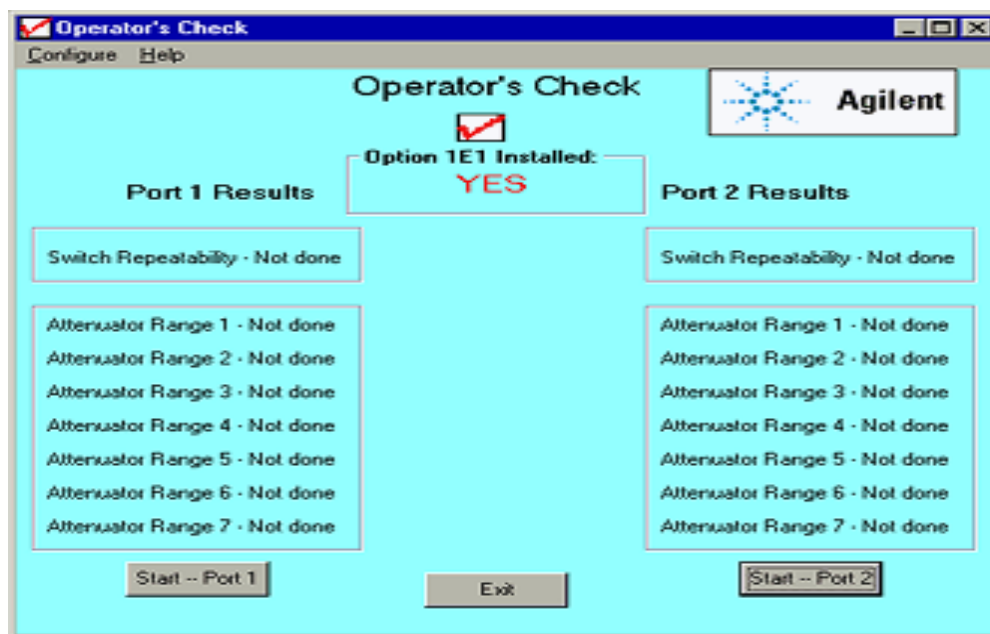 Operator's Check
Configure Help
Operator's Check
Agilent
Option 1E1 Installed:
YES
Port 1 Results
Port 2 Results
Switch Repeatability - Not done
Switch Repeatability - Not done
Attenuator Range 1 - Not done
Attenuator Range 2 - Not done
Attenuator Range 3 - Not done
Attenuator Range 4 - Not done
Attenuator Range 5 - Not done
Attenuator Range 6 - Not done
Attenuator Range 7 - Not done
Attenuator Range 1 - Not done
Attenuator Range 2 - Not done
Attenuator Range 3 - Not done
Attenuator Range 4 - Not done
Attenuator Range 5 - Not done
Attenuator Range 6 - Not done
Attenuator Range 7 - Not done
Start -- Port 1
Exit
Start -- Port 2